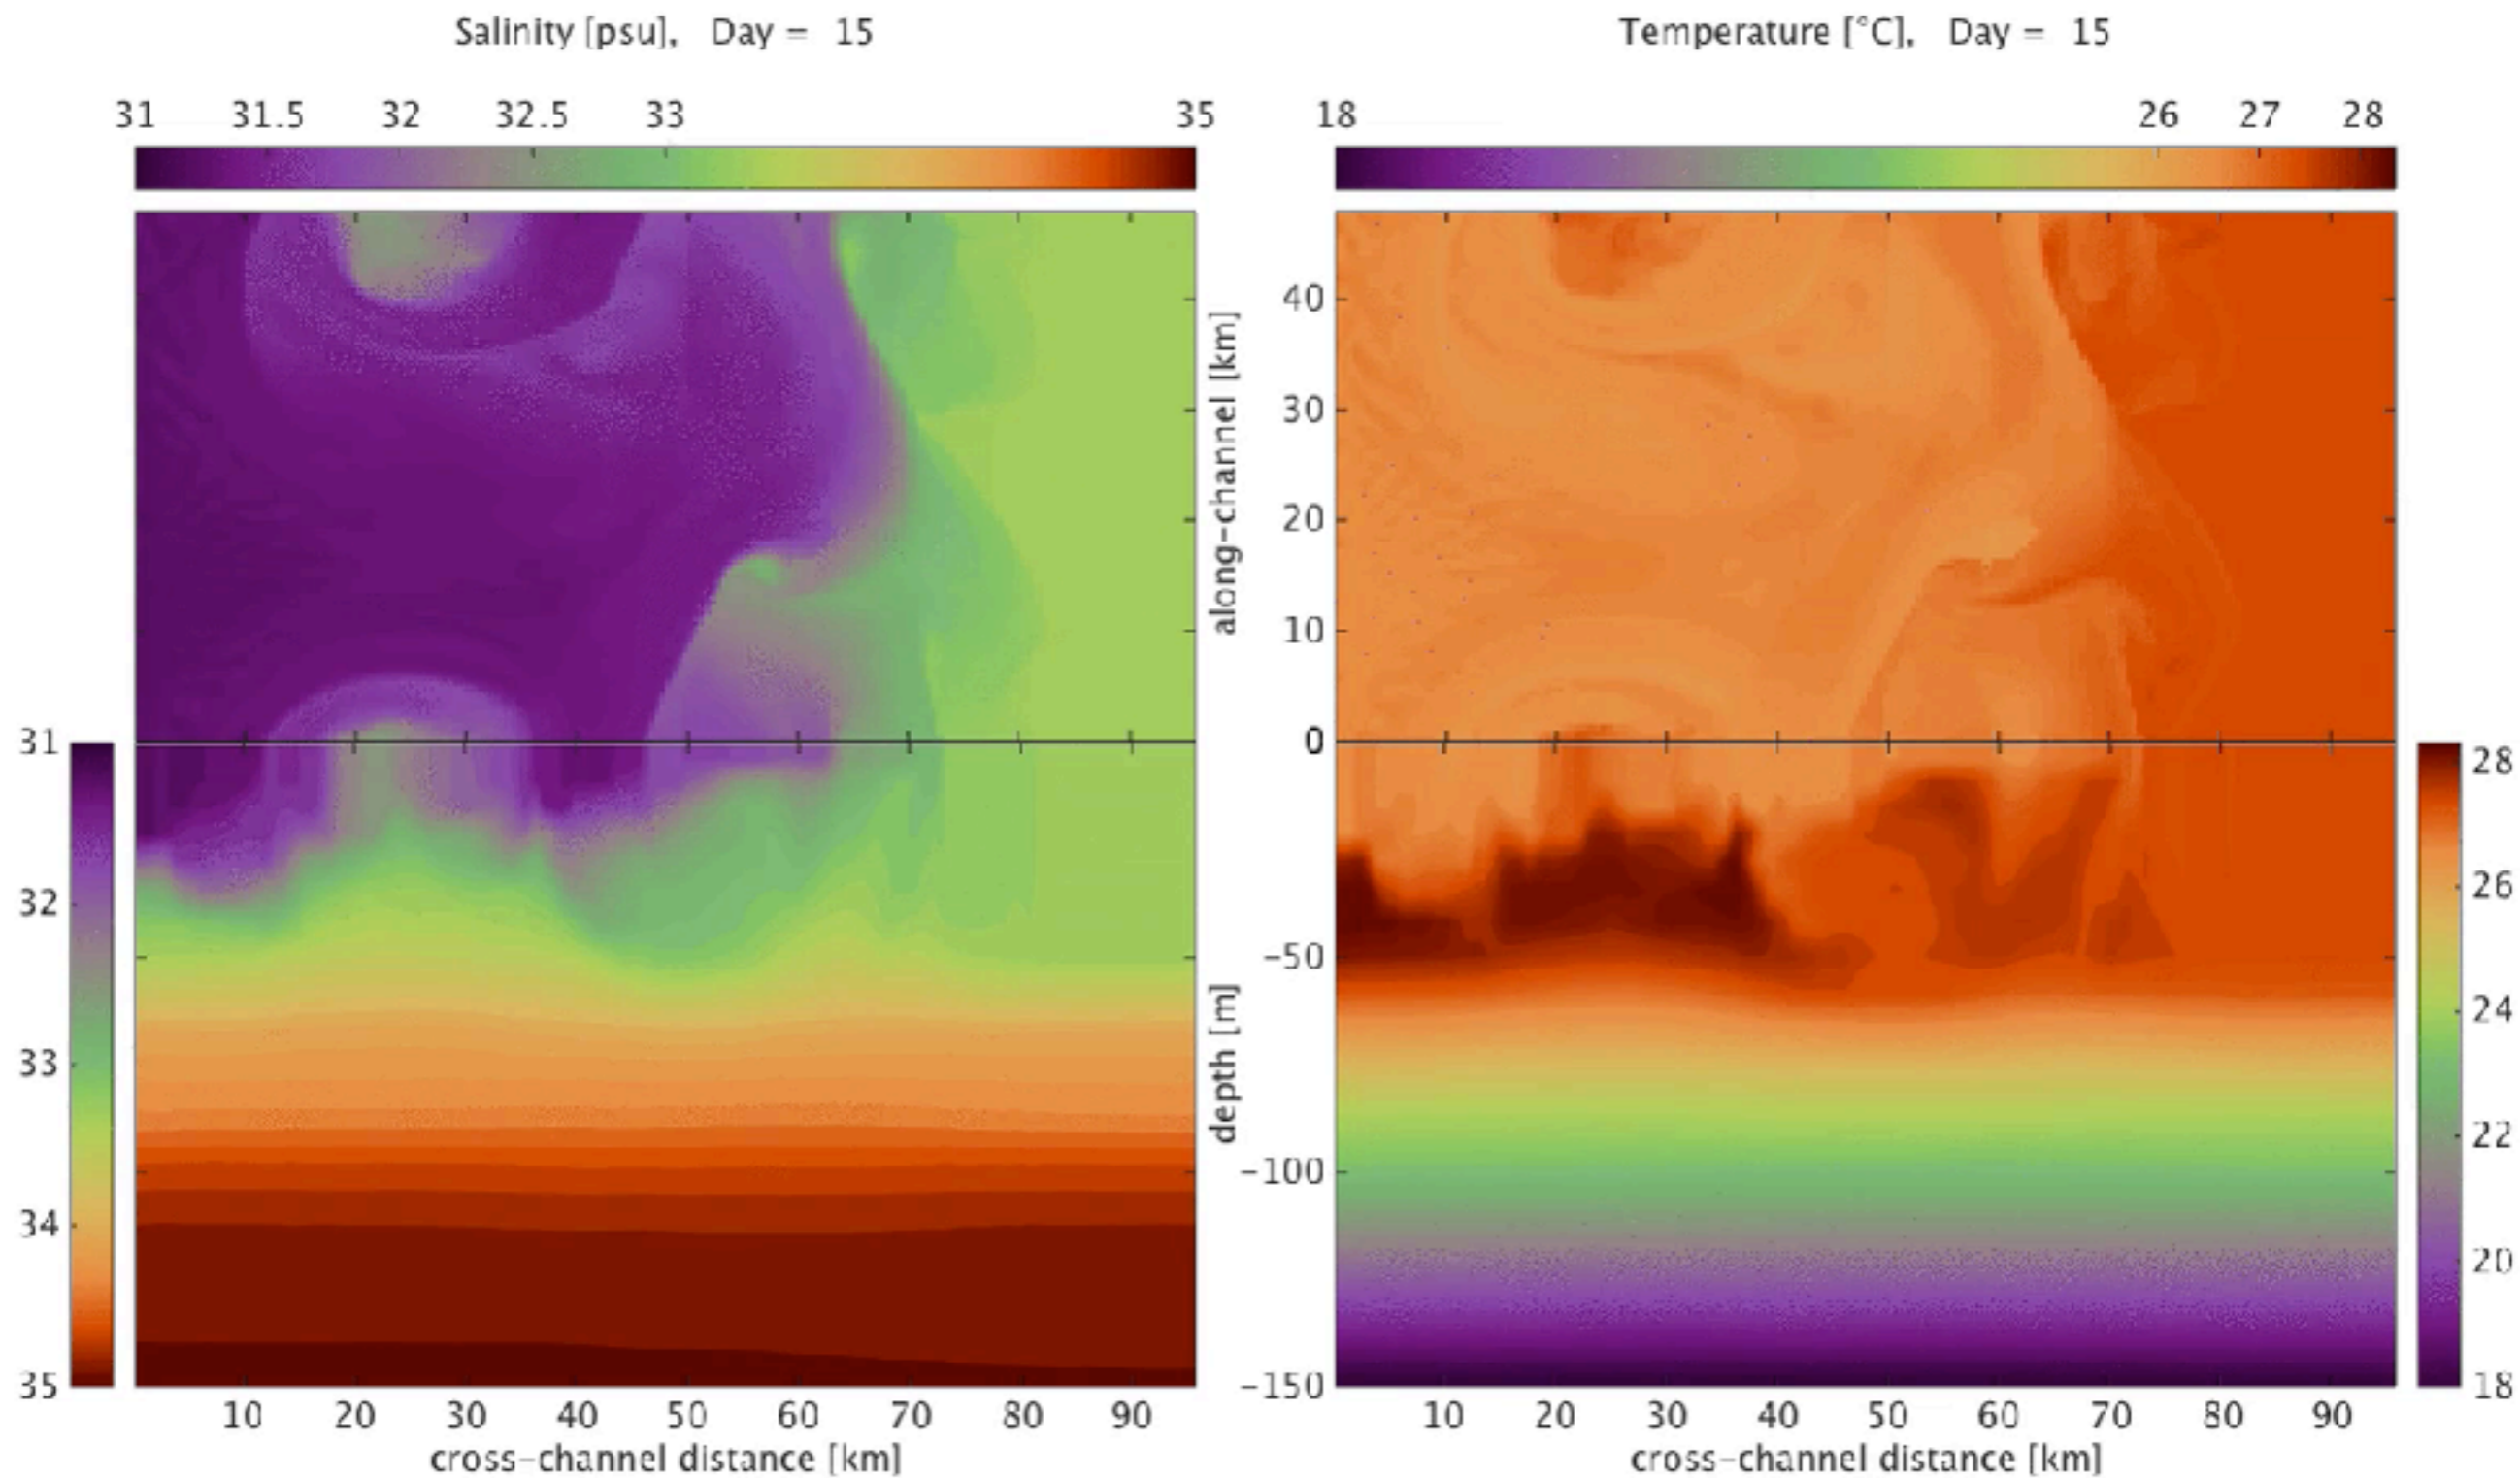 Salinity [psu], Day = 15
Temperature [°C], Day = 15
31 31.5 32 32.5 33 35
18 26 27 28
along-channel [km]
40
30
20
10
0
31
32
33
34
35
depth [m]
-50
-100
-150
28
26
24
22
20
18
10 20 30 40 50 60 70 80 90
10 20 30 40 50 60 70 80 90
cross-channel distance [km]
cross-channel distance [km]